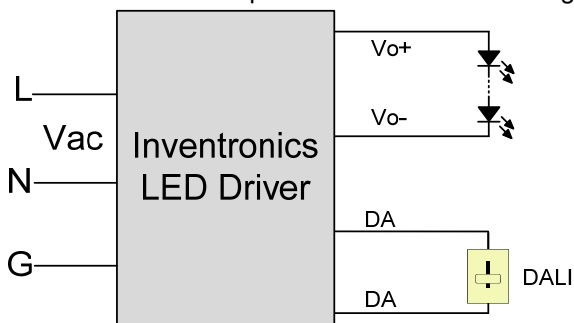 L
Vac
N
G
Inventronics
LED Driver
Vo+
Vo-
DA
DA
DALI